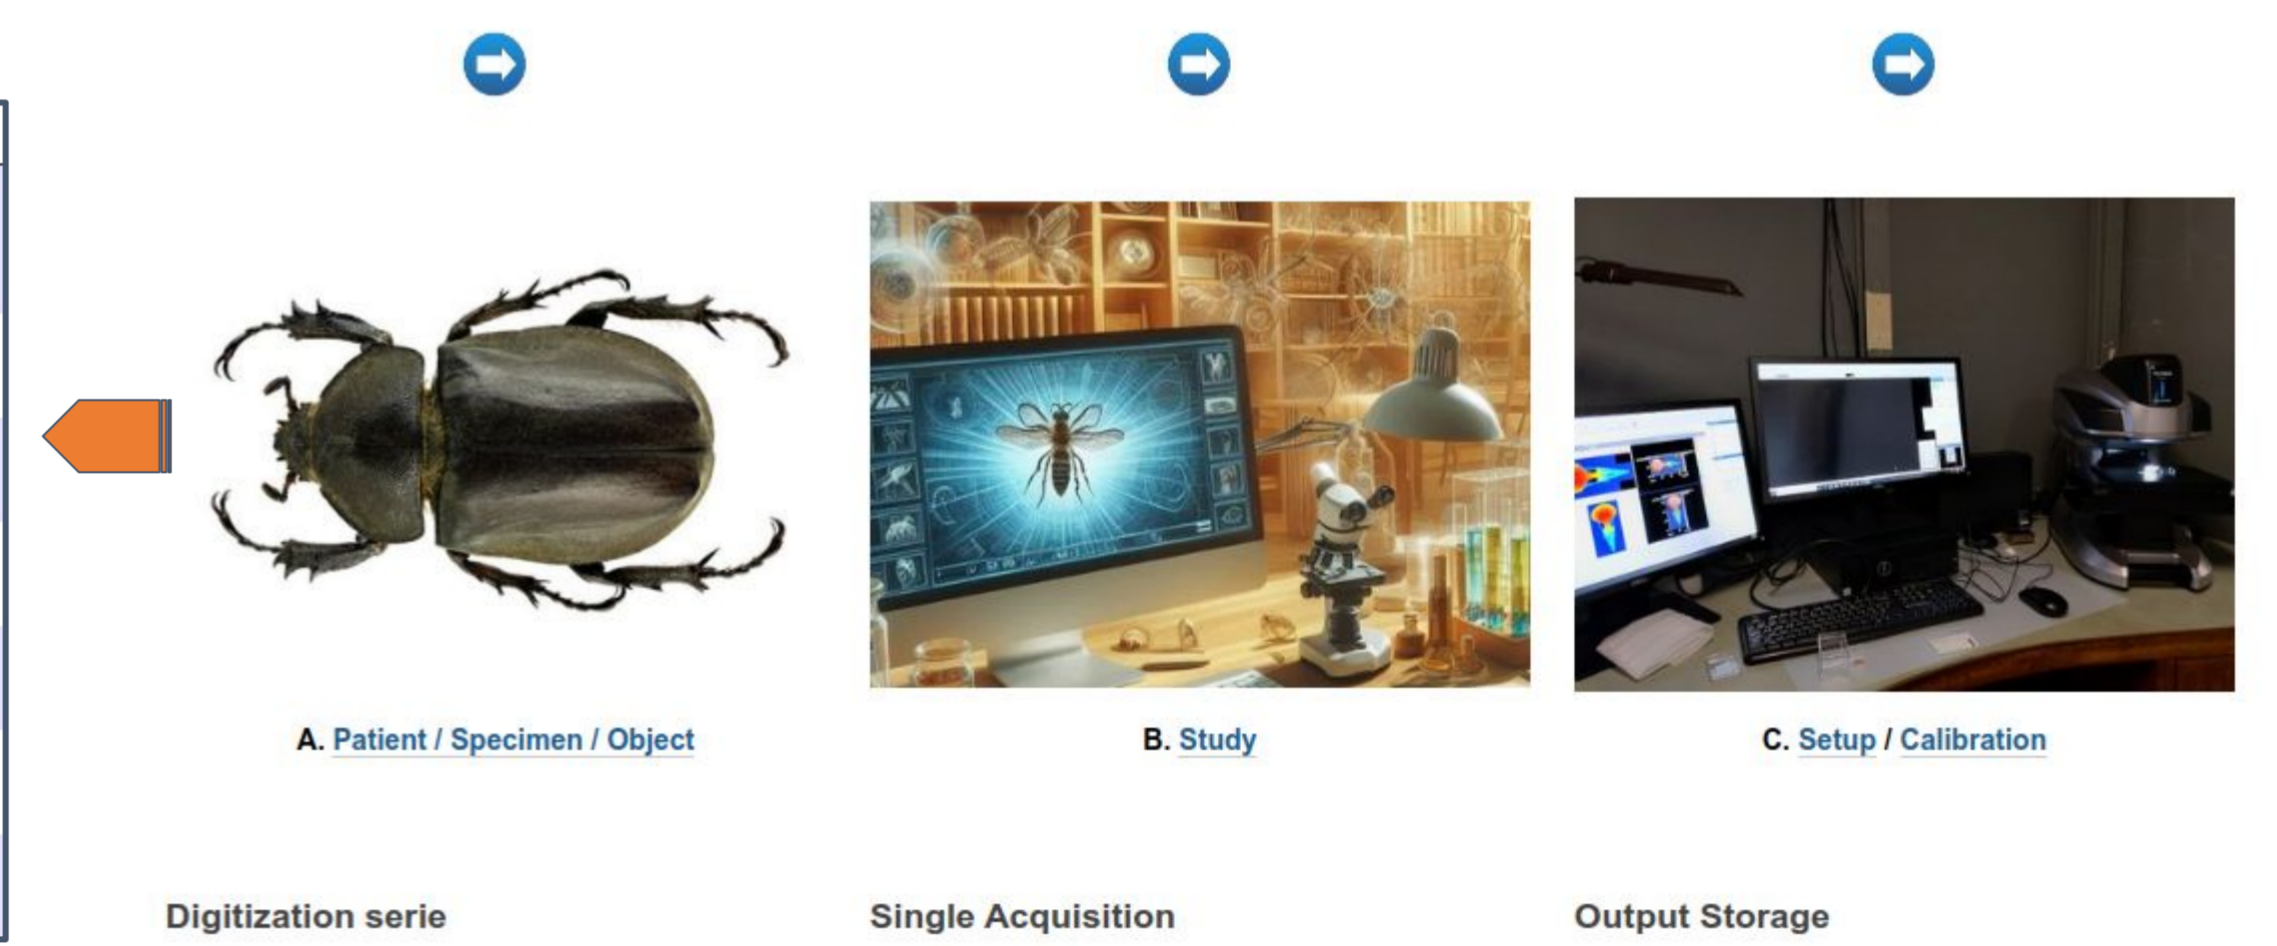 A. Patient / Specimen / Object
B. Study
C. Setup / Calibration
Digitization serie
Single Acquisition
Output Storage